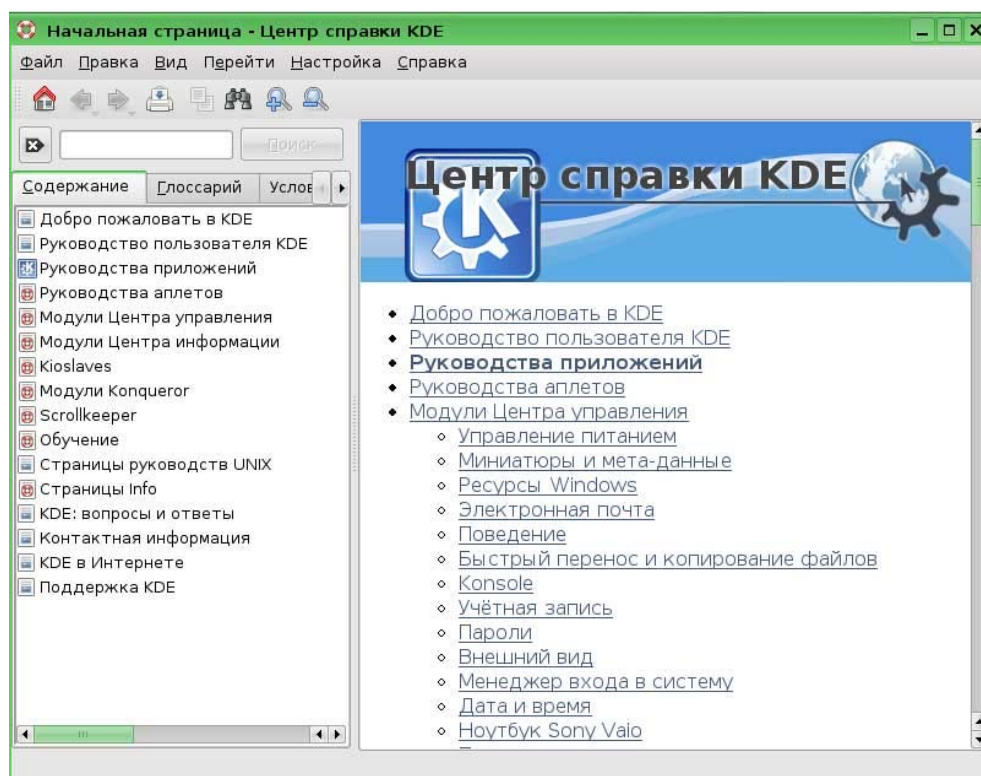 Начальная страница - Центр справки KDE
Файл Правка Вид Перейти Настройка Справка
Поиск
Содержание Глоссарий Услов
Добро пожаловать в KDE
Руководство пользователя KDE
Руководства приложений
Руководства аплетов
Модули Центра управления
Модули Центра информации
Kioslaves
Модули Konqueror
Scrollkeeper
Обучение
Страницы руководств UNIX
Страницы Info
KDE: вопросы и ответы
Контактная информация
KDE в Интернете
Поддержка KDE
Центр справки KDE
Добро пожаловать в KDE
Руководство пользователя KDE
Руководства приложений
Руководства аплетов
Модули Центра управления
Управление питанием
Миниатюры и мета-данные
Ресурсы Windows
Электронная почта
Поведение
Быстрый перенос и копирование файлов
Konsole
Учётная запись
Пароли
Внешний вид
Менеджер входа в систему
Дата и время
Ноутбук Sony Vaio